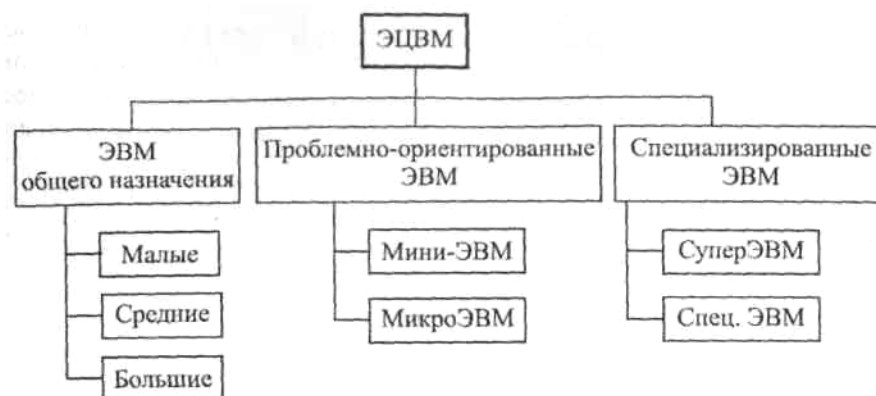 ЭЦВМ
ЭВМ
общего назначения
Малые
Средние
Большие
Проблемно-ориентированные
ЭВМ
Мини-ЭВМ
МикроЭВМ
Специализированные
ЭВМ
СуперЭВМ
Спец. ЭВМ